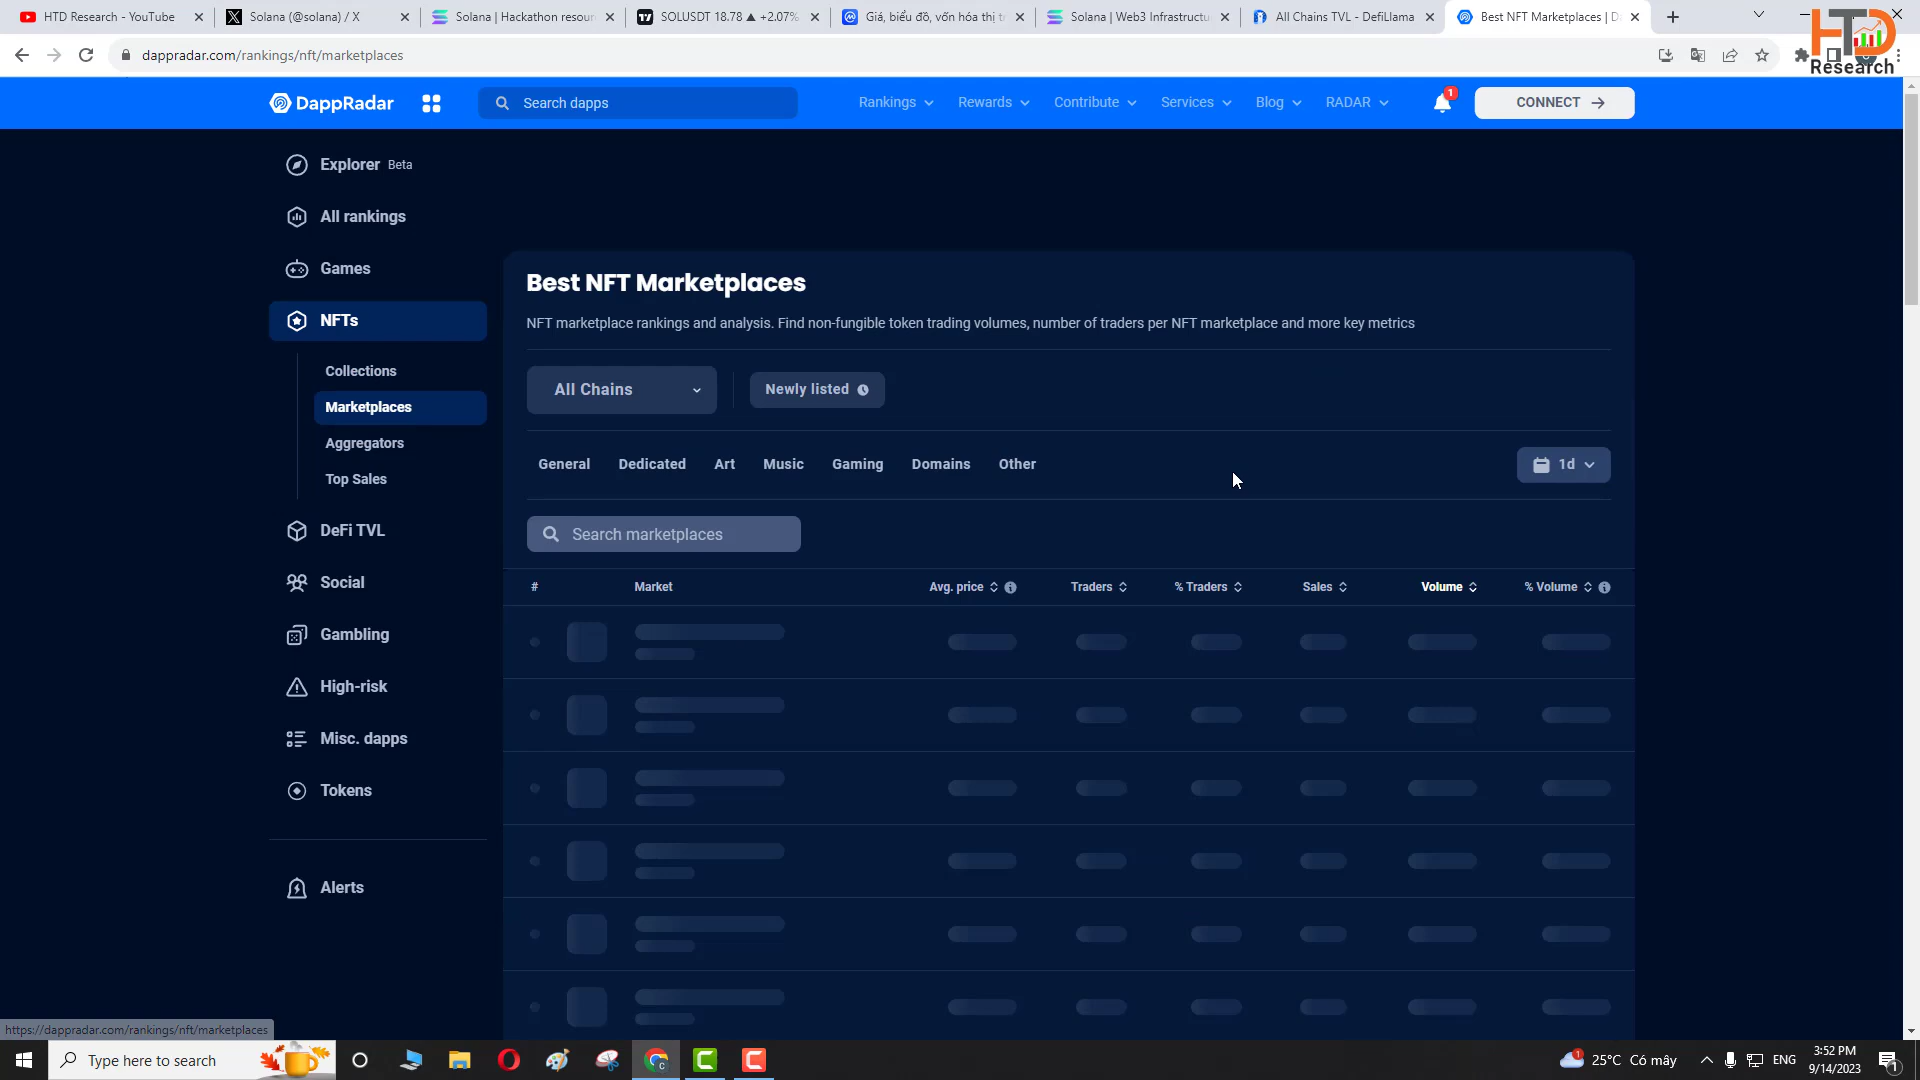 HTD Research - YouTube
Solana (@solana) / X
Solana | Hackathon resour
SOLUSDT 18.78 ▲ +2.07%
Giá, biểu đồ, vốn hóa thị t
Solana | Web3 Infrastructu
All Chains TVL - DefiLlama
Best NFT Marketplaces | D
HTD
Research
dappradar.com/rankings/nft/marketplaces
DappRadar
Search dapps
Rankings
Rewards
Contribute
Services
Blog
RADAR
1
CONNECT
Explorer Beta
All rankings
Games
NFTs
Collections
Marketplaces
Aggregators
Top Sales
DeFi TVL
Social
Gambling
High-risk
Misc. dapps
Tokens
Alerts
Best NFT Marketplaces
NFT marketplace rankings and analysis. Find non-fungible token trading volumes, number of traders per NFT marketplace and more key metrics
All Chains
Newly listed
General Dedicated Art Music Gaming Domains Other
1d
Search marketplaces
# Market Avg. price Traders % Traders Sales Volume % Volume
https://dappradar.com/rankings/nft/marketplaces
Type here to search
1
25°C Có mây
ENG
3:52 PM
9/14/2023
1